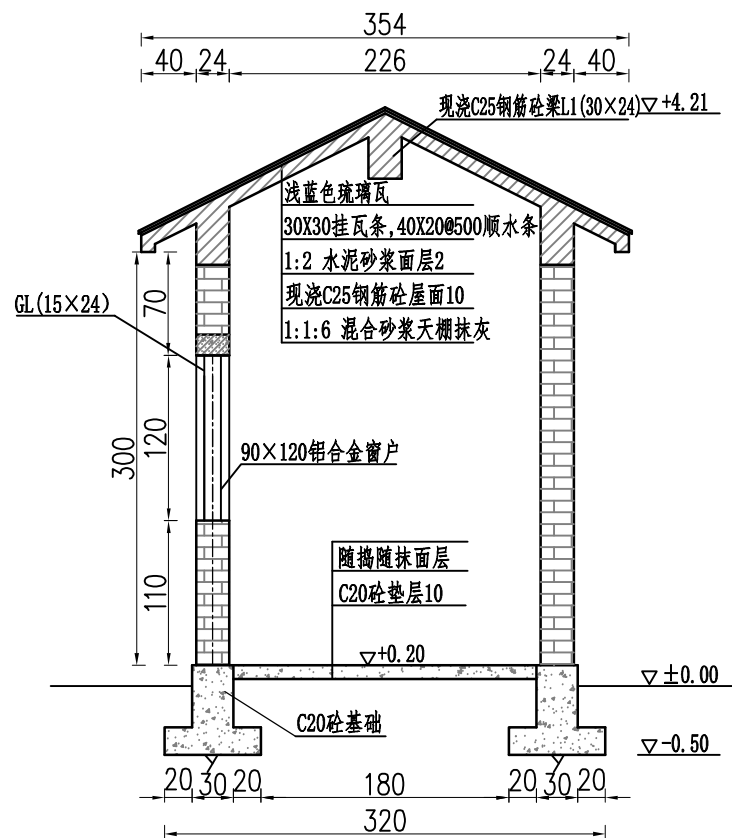 354
40 24 226 24 40
现浇C25钢筋砼梁L1(30×24) +4.21
浅蓝色琉璃瓦
30X30挂瓦条,40X20@500顺水条
1:2 水泥砂浆面层2
现浇C25钢筋砼屋面10
1:1:6 混合砂浆天棚抹灰
GL(15×24)
70
300
120
90×120铝合金窗户
110
随捣随抹面层
C20砼垫层10
+0.20
±0.00
C20砼基础
-0.50
20 30 20 180 20 30 20
320